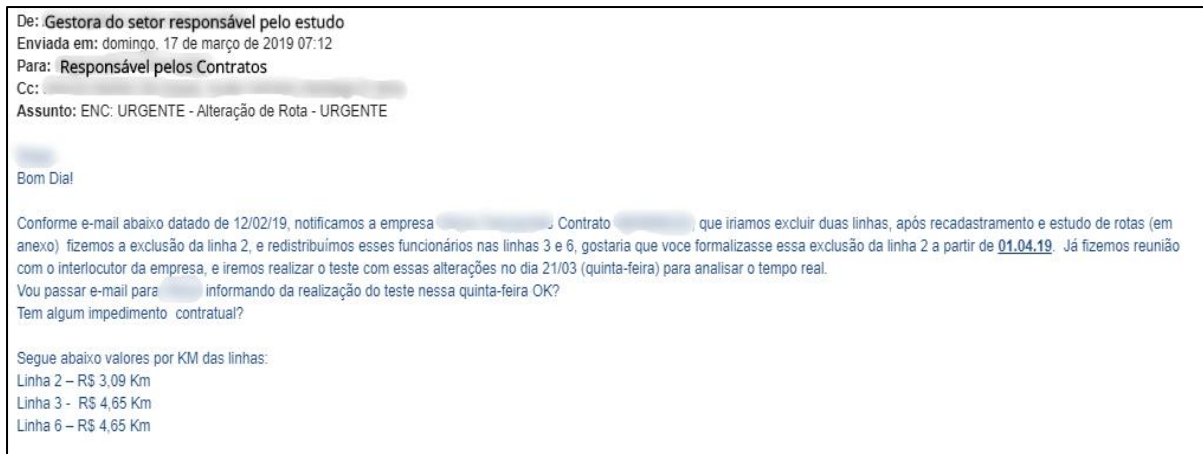 De: Gestora do setor responsável pelo estudo
Enviada em: domingo, 17 de março de 2019 07:12
Para: Responsável pelos Contratos
Cc:
Assunto: ENC: URGENTE - Alteração de Rota - URGENTE
Bom Dia!
Conforme e-mail abaixo datado de 12/02/19, notificamos a empresa Contrato , que iriamos excluir duas linhas, após recadastramento e estudo de rotas (em
anexo) fizemos a exclusão da linha 2, e redistribuímos esses funcionários nas linhas 3 e 6, gostaria que voce formalizasse essa exclusão da linha 2 a partir de 01.04.19. Já fizemos reunião
com o interlocutor da empresa, e iremos realizar o teste com essas alterações no dia 21/03 (quinta-feira) para analisar o tempo real.
Vou passar e-mail para informando da realização do teste nessa quinta-feira OK?
Tem algum impedimento contratual?
Segue abaixo valores por KM das linhas:
Linha 2 – R$ 3,09 Km
Linha 3 - R$ 4,65 Km
Linha 6 – R$ 4,65 Km